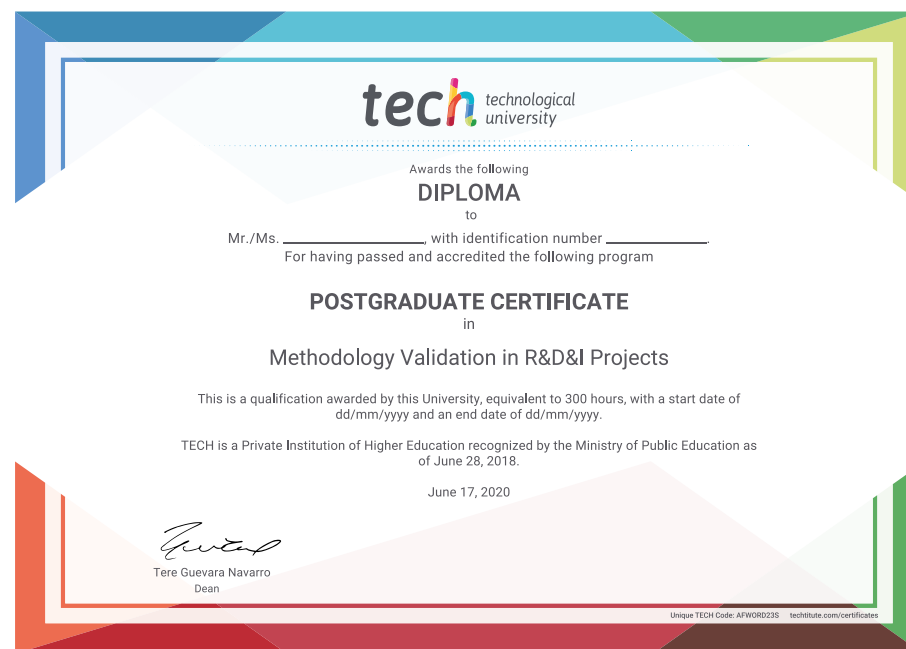 tech technological
university
Awards the following
DIPLOMA
to
Mr./Ms. ____________________, with identification number ______________.
For having passed and accredited the following program
POSTGRADUATE CERTIFICATE
in
Methodology Validation in R&D&I Projects
This is a qualification awarded by this University, equivalent to 300 hours, with a start date of
dd/mm/yyyy and an end date of dd/mm/yyyy.
TECH is a Private Institution of Higher Education recognized by the Ministry of Public Education as
of June 28, 2018.
June 17, 2020
Tere Guevara Navarro
Dean
Unique TECH Code: AFWORD23S techtitute.com/certificates